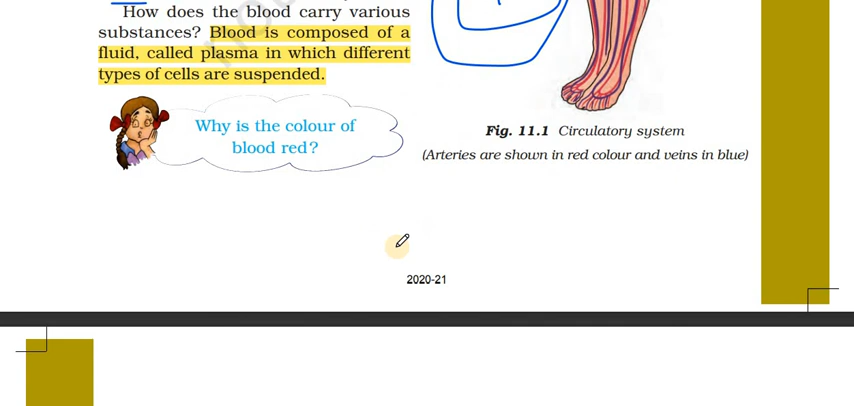 How does the blood carry various
substances? Blood is composed of a
fluid, called plasma in which different
types of cells are suspended.
Why is the colour of
blood red?
Fig. 11.1 Circulatory system
(Arteries are shown in red colour and veins in blue)
2020-21